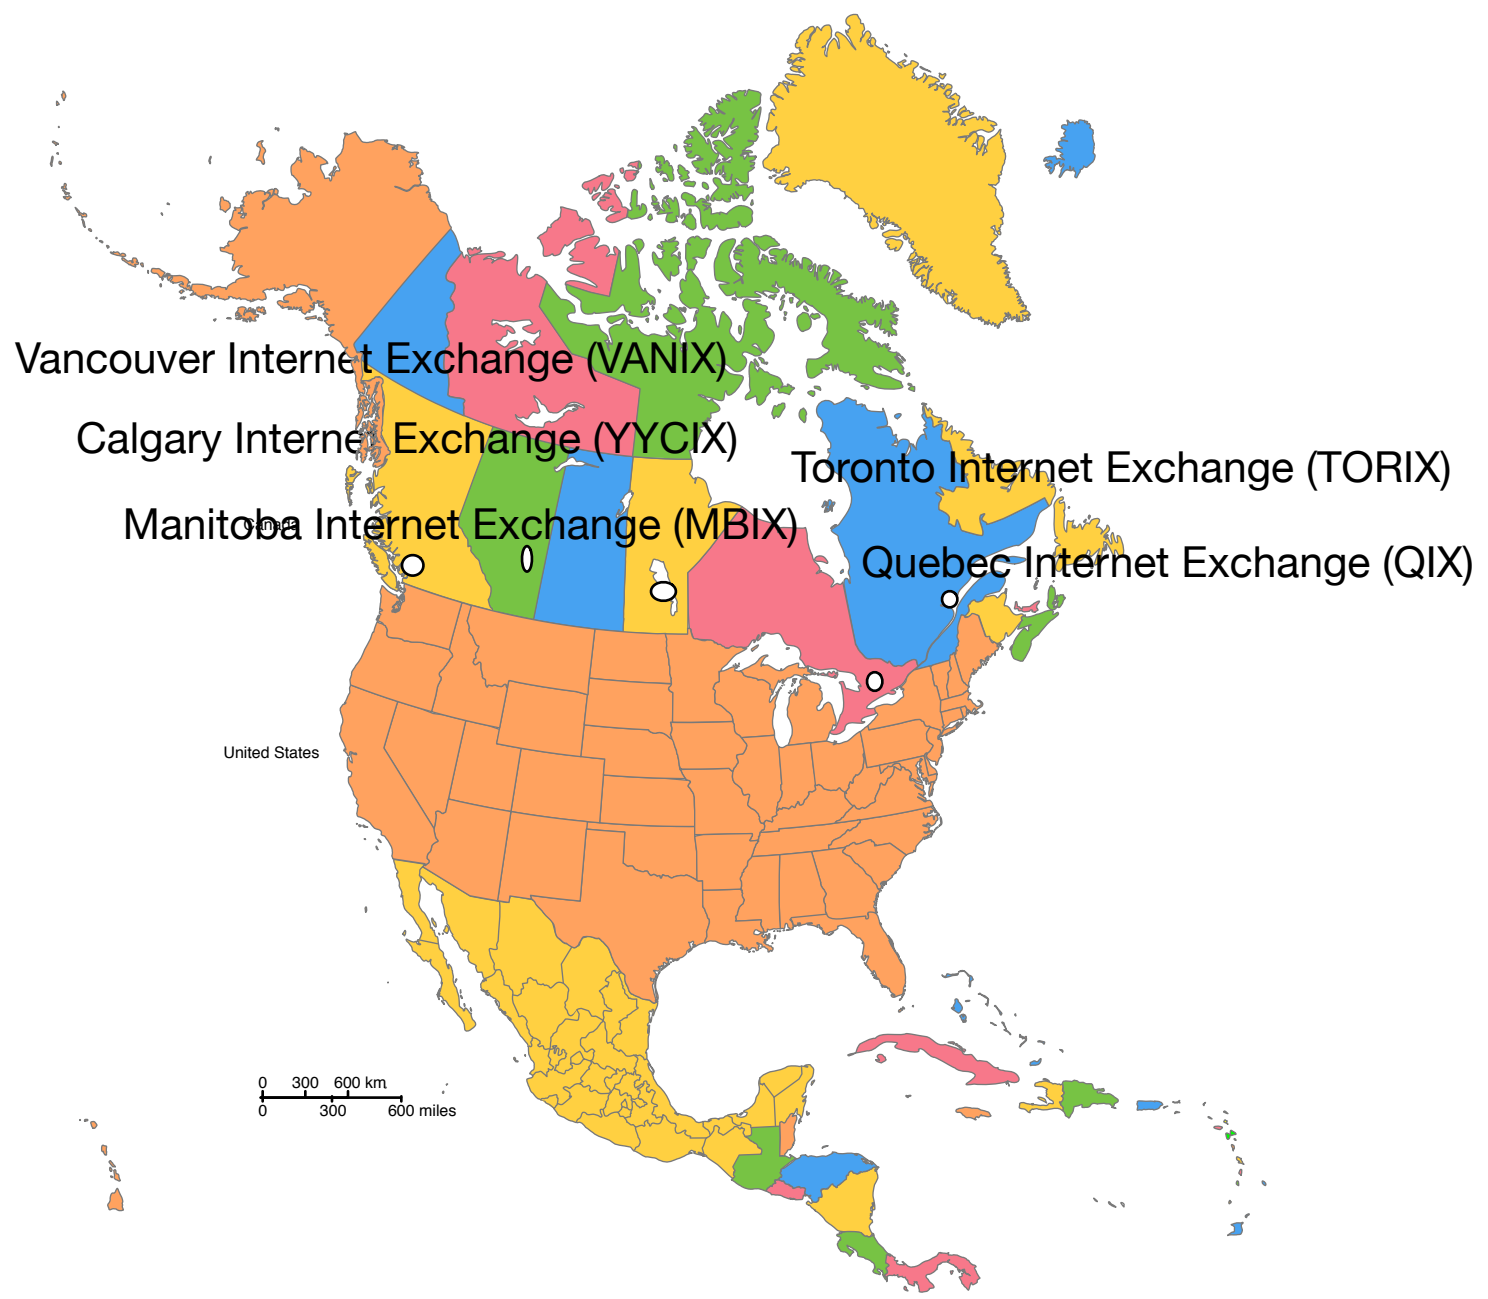 Vancouver Internet Exchange (VANIX)
Calgary Internet Exchange (YYCIX)
Toronto Internet Exchange (TORIX)
Manitoba Internet Exchange (MBIX)
Canada
Quebec Internet Exchange (QIX)
United States
0 300 600 km
0 300 600 miles